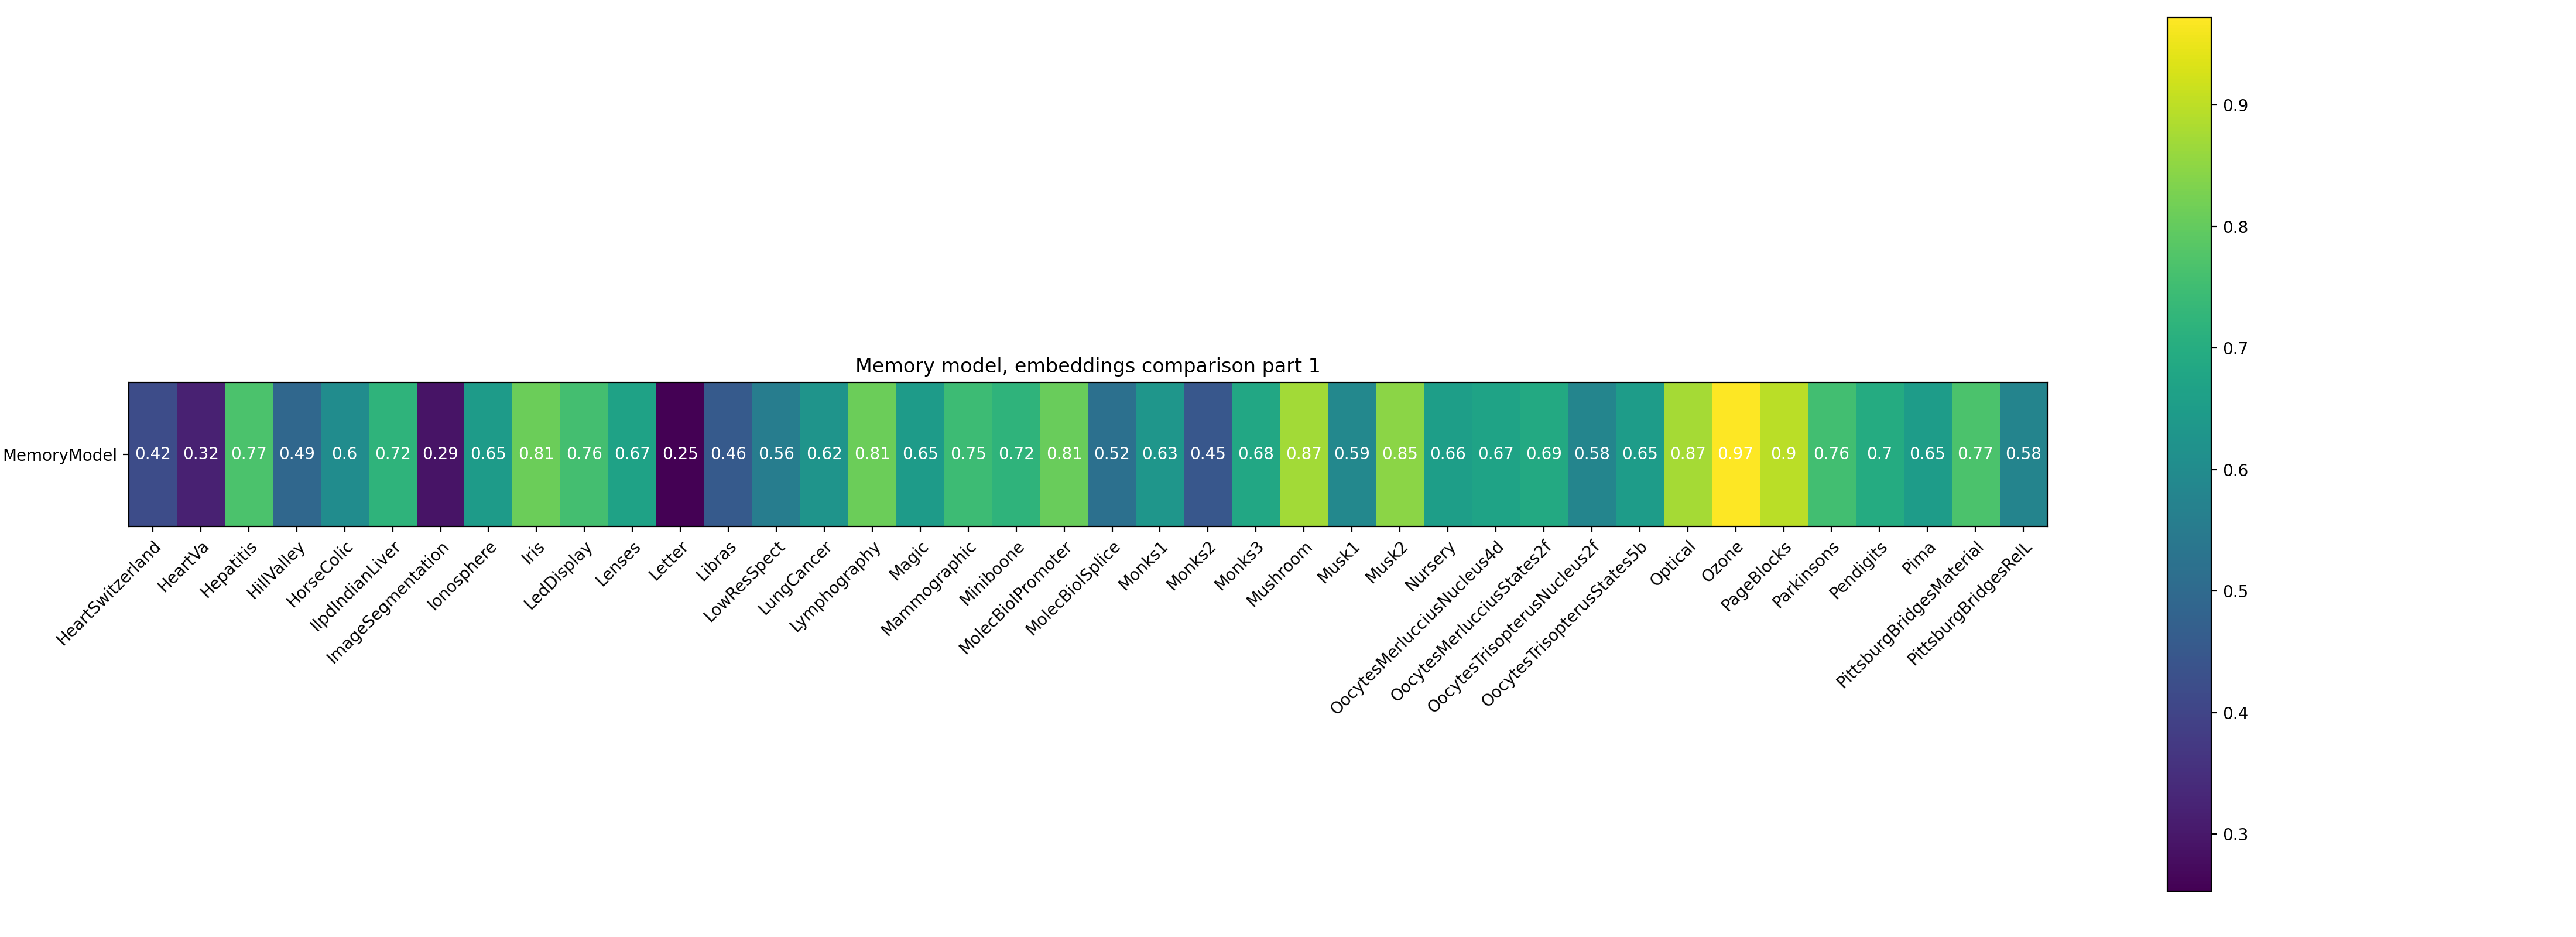 Memory model, embeddings comparison part 1
MemoryModel
0.42 0.32 0.77 0.49 0.6 0.72 0.29 0.65 0.81 0.76 0.67 0.25 0.46 0.56 0.62 0.81 0.65 0.75 0.72 0.81 0.52 0.63 0.45 0.68 0.87 0.59 0.85 0.66 0.67 0.69 0.58 0.65 0.87 0.97 0.9 0.76 0.7 0.65 0.77 0.58
HeartSwitzerland
HeartVa
Hepatitis
HillValley
HorseColic
IlpdIndianLiver
ImageSegmentation
Ionosphere
Iris
LedDisplay
Lenses
Letter
Libras
LowResSpect
LungCancer
Lymphography
Magic
Mammographic
Miniboone
MolecBiolPromoter
MolecBiolSplice
Monks1
Monks2
Monks3
Mushroom
Musk1
Musk2
Nursery
OocytesMerlucciusNucleus4d
OocytesMerlucciusStates2f
OocytesTrisopterusNucleus2f
OocytesTrisopterusStates5b
Optical
Ozone
PageBlocks
Parkinsons
Pendigits
Pima
PittsburgBridgesMaterial
PittsburgBridgesRelL
0.9
0.8
0.7
0.6
0.5
0.4
0.3